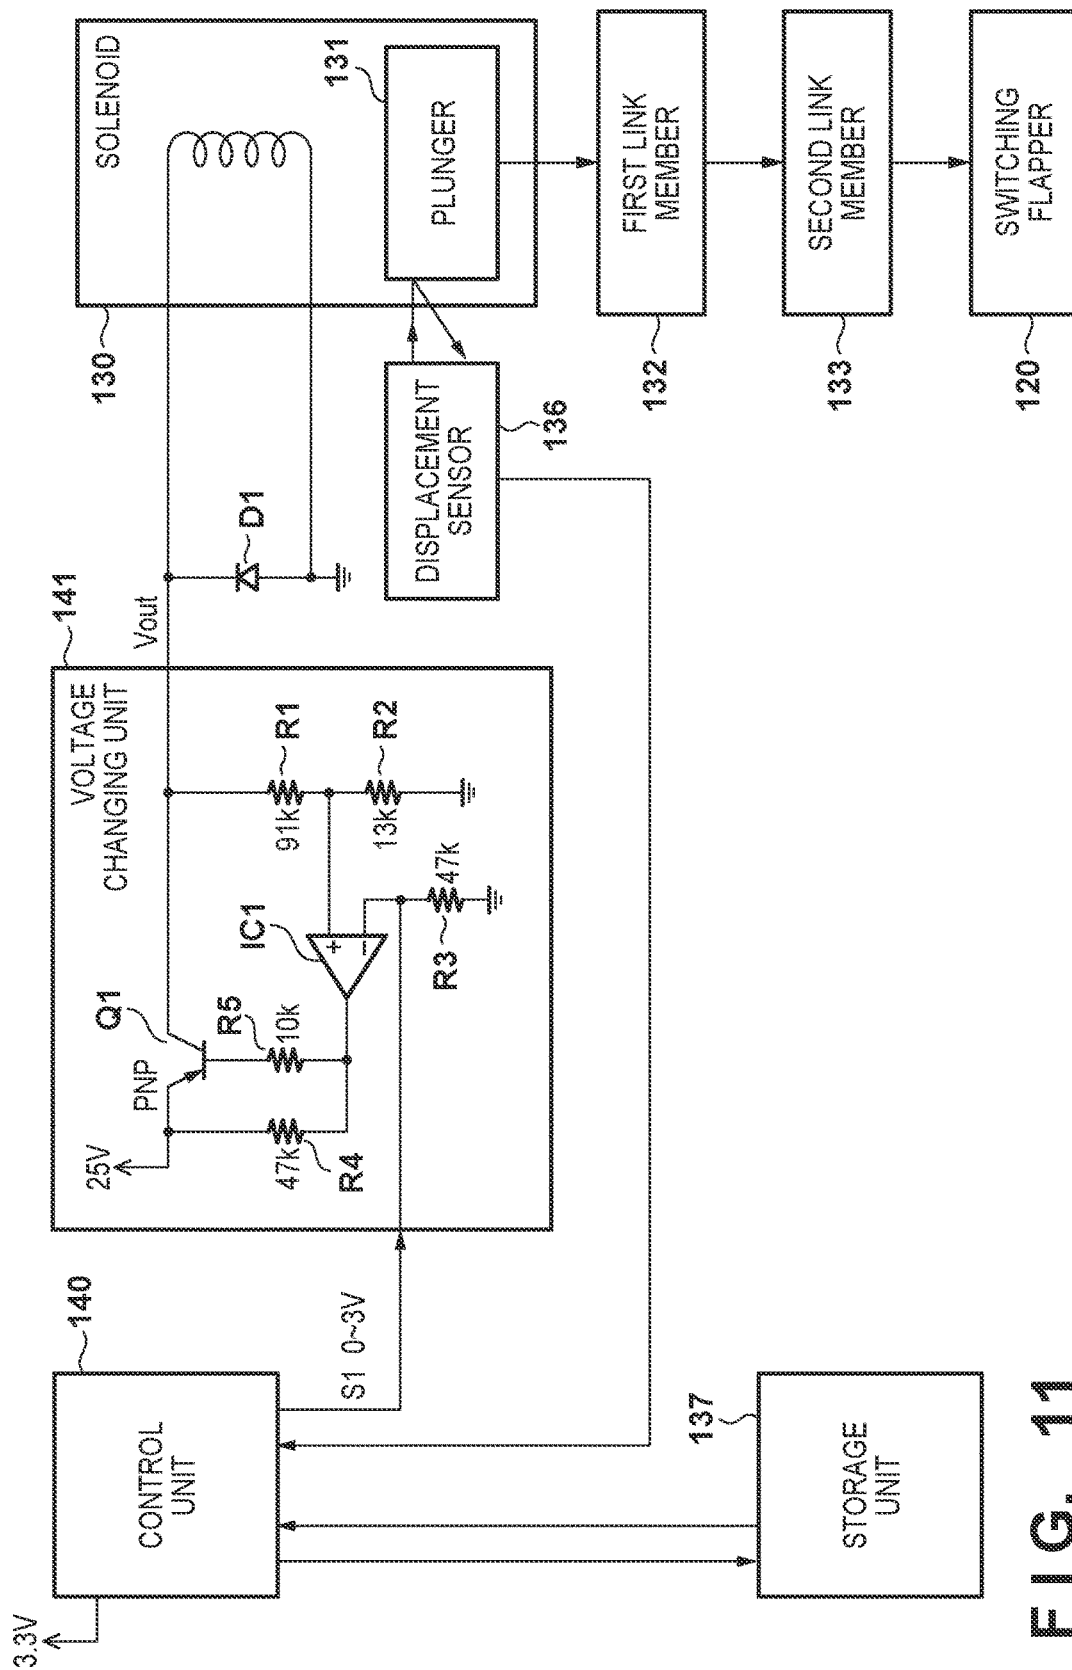 3.3V
CONTROL
UNIT
140
S1 0~3V
STORAGE
UNIT
137
VOLTAGE
CHANGING UNIT
141
25V
PNP
Q1
47k
R4
R5
10k
IC1
+
−
R3
47k
91k
R1
13k
R2
Vout
D1
SOLENOID
130
PLUNGER
131
DISPLACEMENT
SENSOR
136
FIRST LINK
MEMBER
132
SECOND LINK
MEMBER
133
SWITCHING
FLAPPER
120
FIG. 11